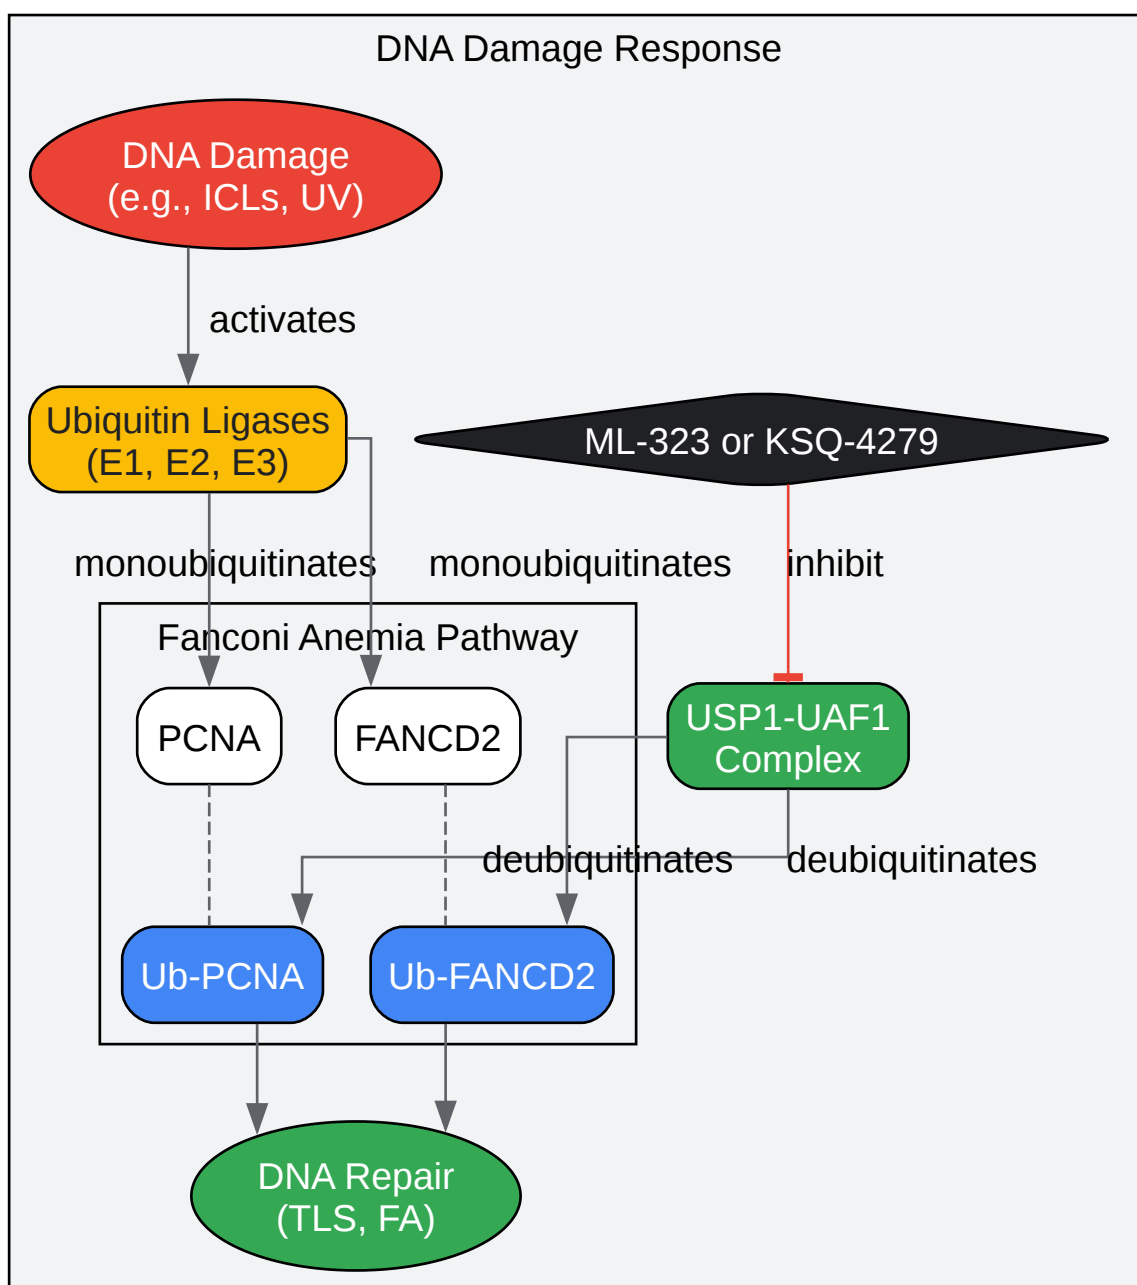 DNA Damage Response
DNA Damage
(e.g., ICLs, UV)
activates
Ubiquitin Ligases
(E1, E2, E3)
ML-323 or KSQ-4279
monoubiquitinates
monoubiquitinates
inhibit
Fanconi Anemia Pathway
PCNA
FANCD2
USP1-UAF1
Complex
deubiquitinates
deubiquitinates
Ub-PCNA
Ub-FANCD2
DNA Repair
(TLS, FA)